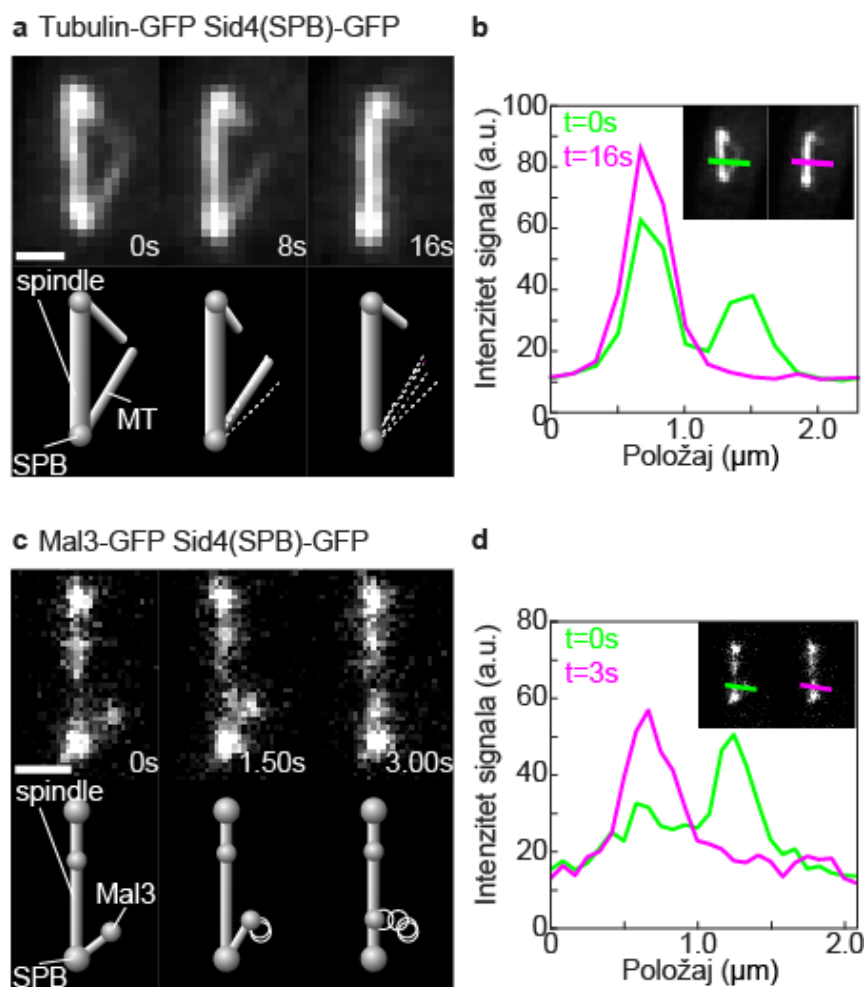 a Tubulin-GFP Sid4(SPB)-GFP
0s
8s
16s
spindle
MT
SPB
b
t=0s
t=16s
Intenzitet signala (a.u.)
100
80
60
40
20
0
0
1.0
2.0
Položaj (µm)
c Mal3-GFP Sid4(SPB)-GFP
0s
1.50s
3.00s
spindle
Mal3
SPB
d
t=0s
t=3s
Intenzitet signala (a.u.)
80
60
40
20
0
0
1.0
2.0
Položaj (µm)